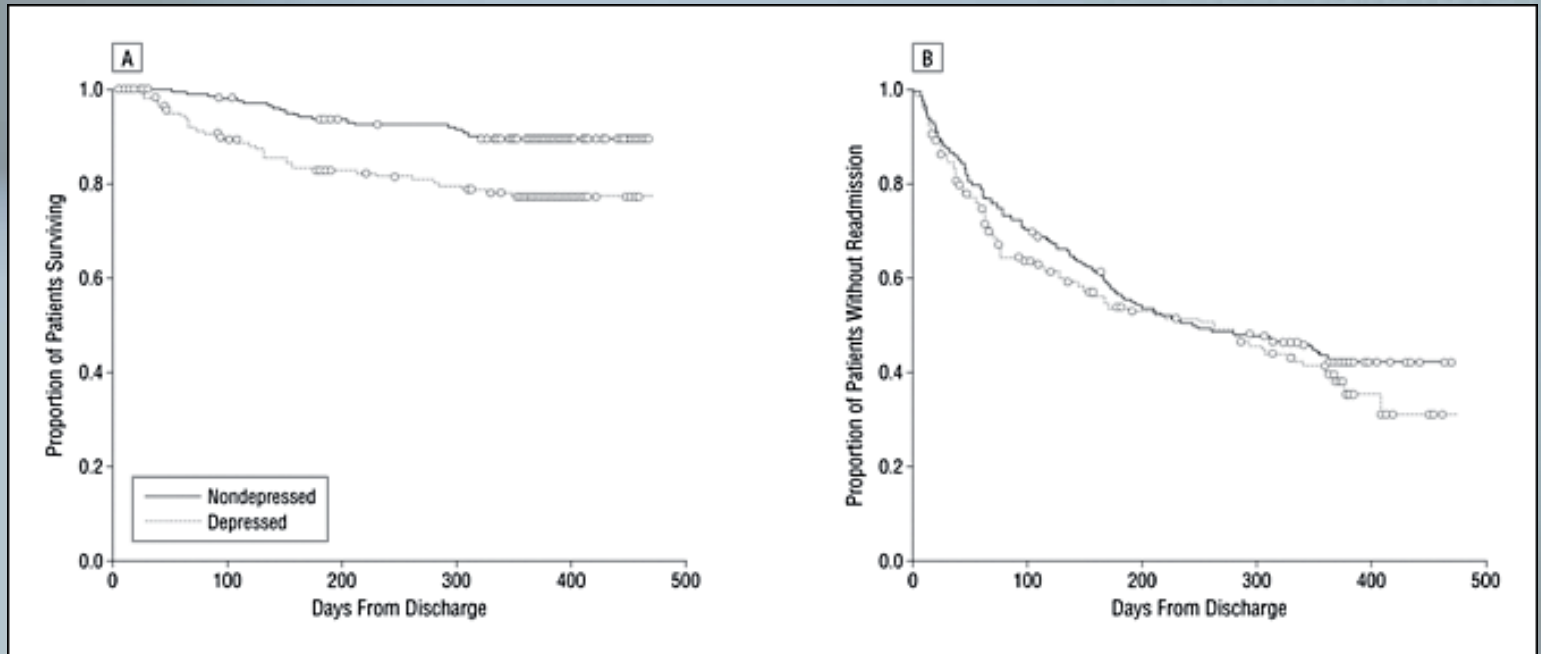 A
1.0
0.8
0.6
0.4
0.2
0.0
Proportion of Patients Surviving
Nondepressed
Depressed
0 100 200 300 400 500
Days From Discharge
B
1.0
0.8
0.6
0.4
0.2
0.0
Proportion of Patients Without Readmission
0 100 200 300 400 500
Days From Discharge